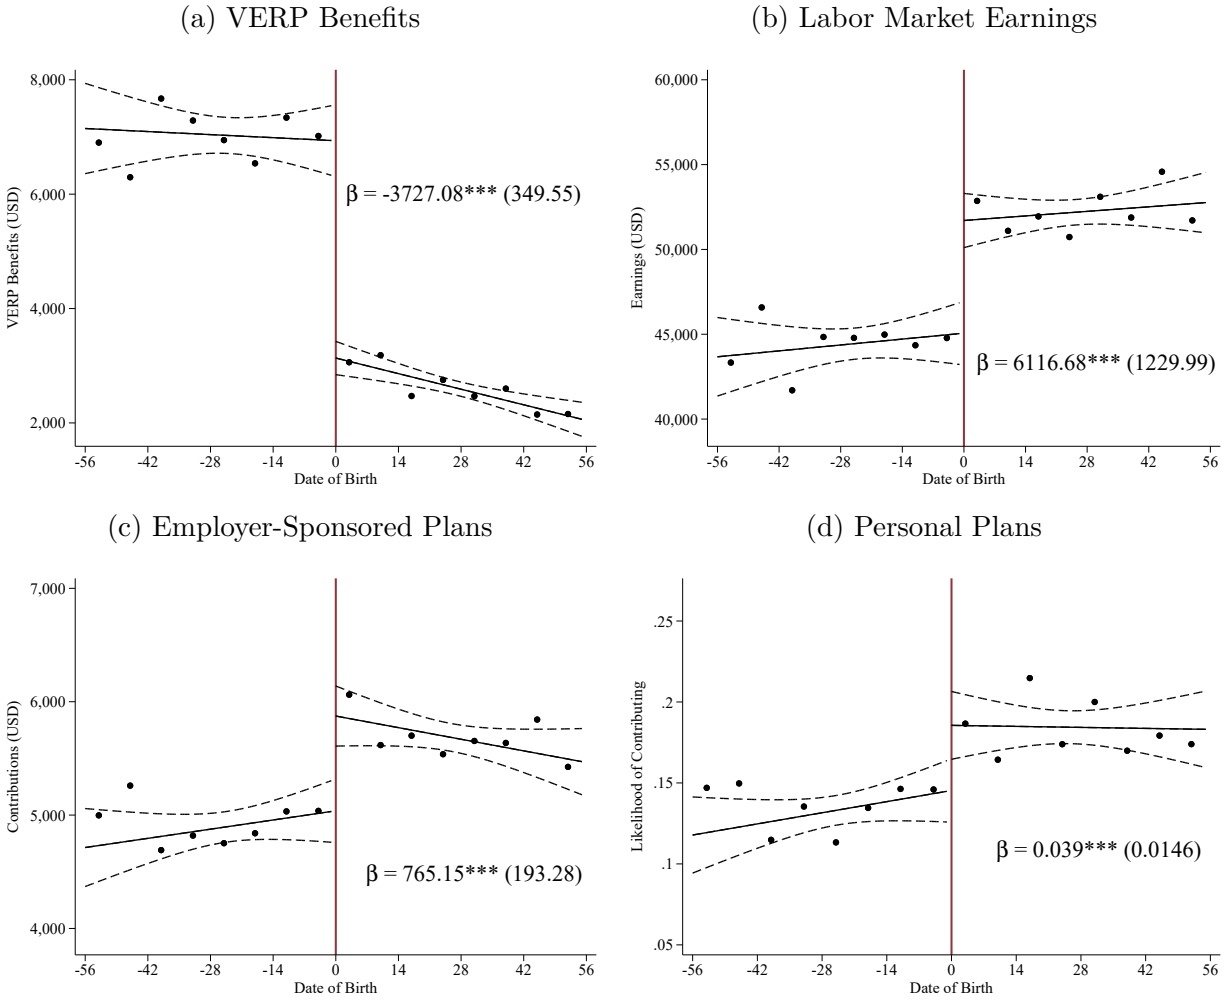 (a) VERP Benefits
VERP Benefits (USD)
8,000
6,000
4,000
2,000
β = -3727.08*** (349.55)
-56 -42 -28 -14 0 14 28 42 56
Date of Birth
(b) Labor Market Earnings
Earnings (USD)
60,000
55,000
50,000
45,000
40,000
β = 6116.68*** (1229.99)
-56 -42 -28 -14 0 14 28 42 56
Date of Birth
(c) Employer-Sponsored Plans
Contributions (USD)
7,000
6,000
5,000
4,000
β = 765.15*** (193.28)
-56 -42 -28 -14 0 14 28 42 56
Date of Birth
(d) Personal Plans
Likelihood of Contributing
.25
.2
.15
.1
.05
β = 0.039*** (0.0146)
-56 -42 -28 -14 0 14 28 42 56
Date of Birth